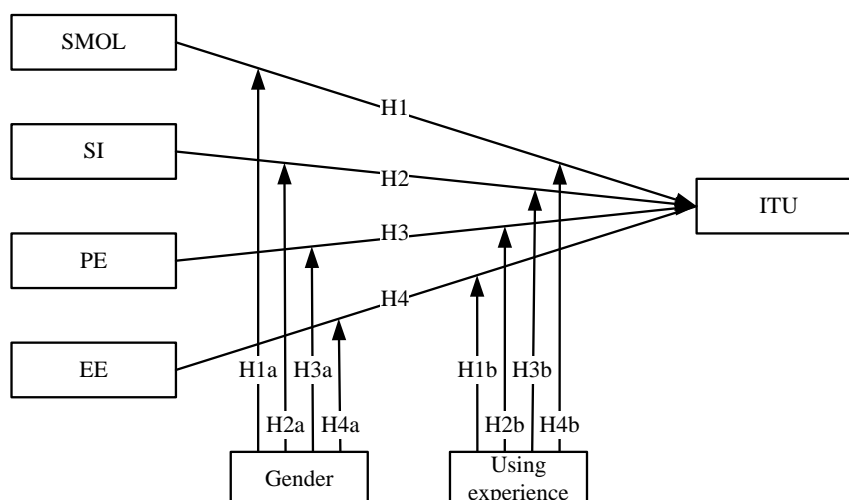 SMOL
H1
SI
H2
ITU
H3
PE
H4
EE
H1a
H3a
H1b
H3b
H2a
H4a
H2b
H4b
Gender
Using
experience